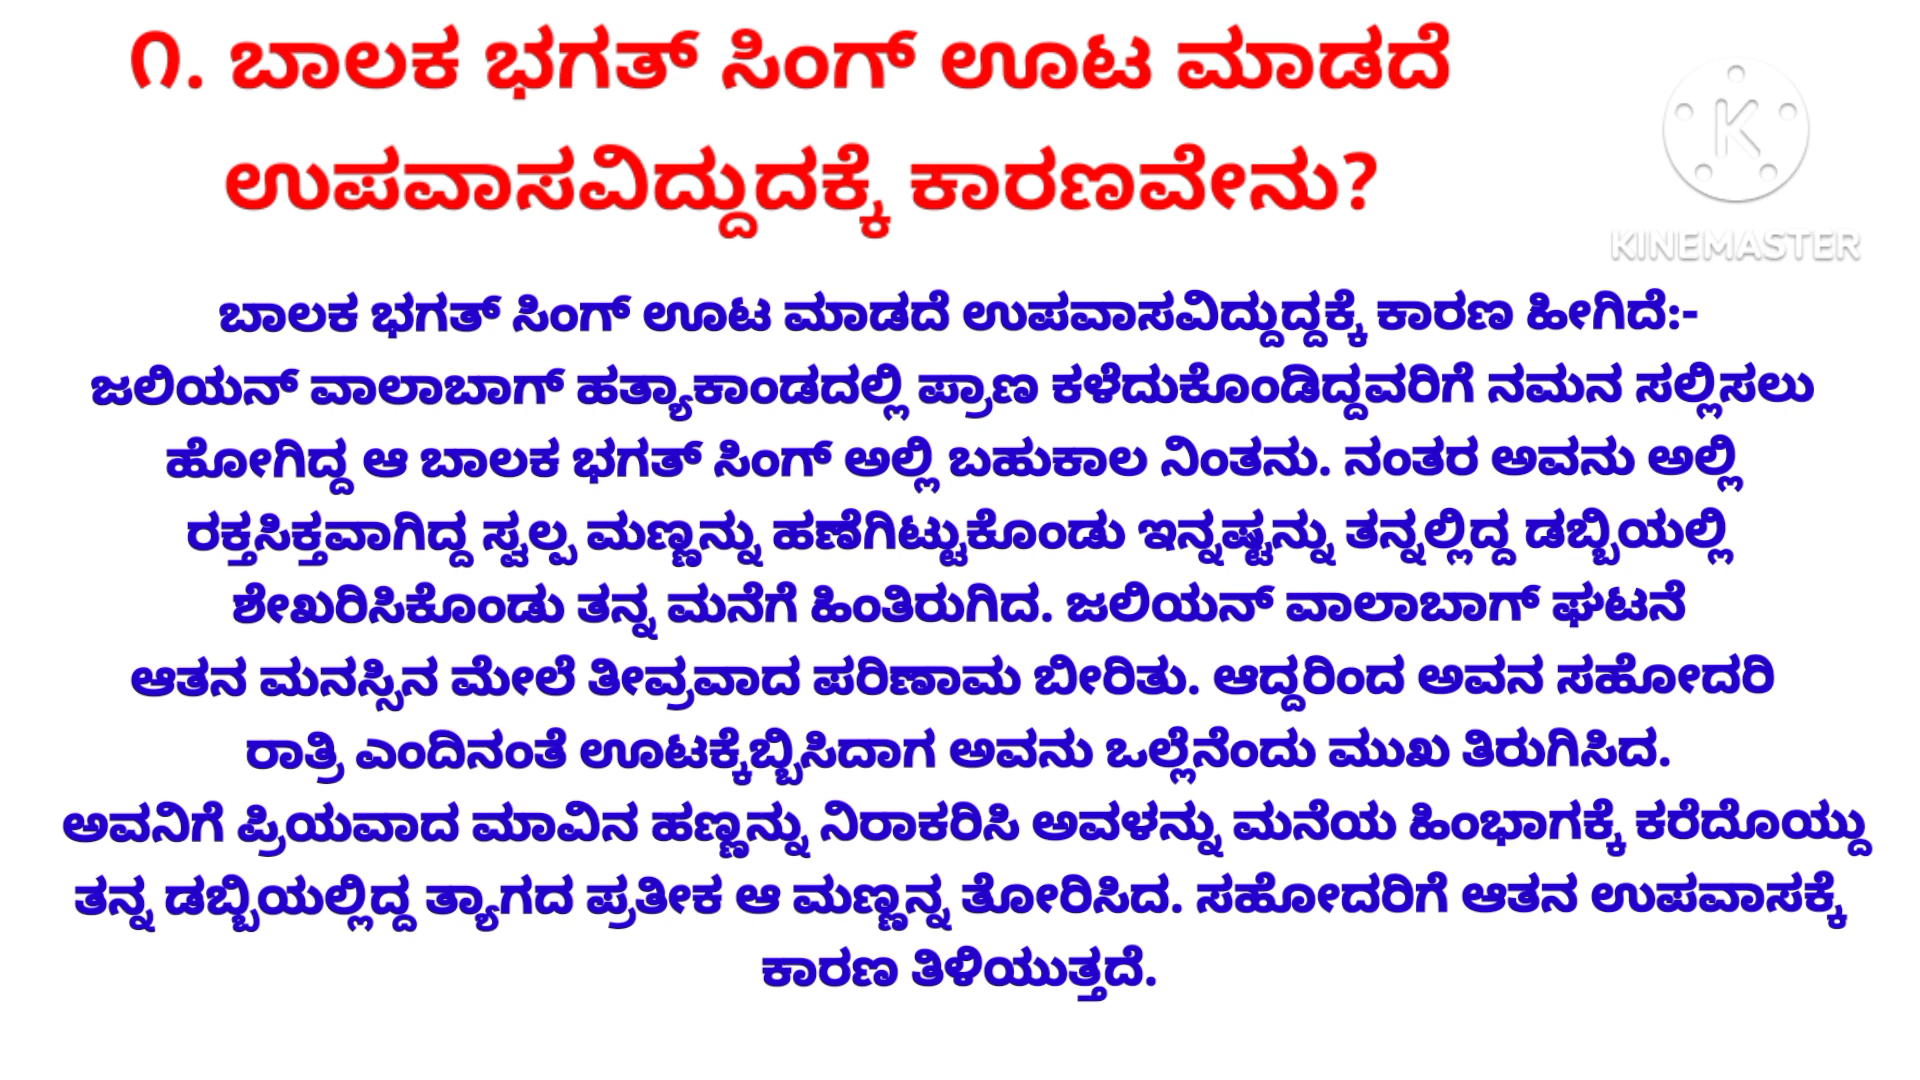 ೧. ಬಾಲಕ ಭಗತ್ ಸಿಂಗ್ ಊಟ ಮಾಡದೆ
ಉಪವಾಸವಿದ್ದುದಕ್ಕೆ ಕಾರಣವೇನು?
KINEMASTER
ಬಾಲಕ ಭಗತ್ ಸಿಂಗ್ ಊಟ ಮಾಡದೆ ಉಪವಾಸವಿದ್ದುದ್ದಕ್ಕೆ ಕಾರಣ ಹೀಗಿದೆ:-
ಜಲಿಯನ್ ವಾಲಾಬಾಗ್ ಹತ್ಯಾಕಾಂಡದಲ್ಲಿ ಪ್ರಾಣ ಕಳೆದುಕೊಂಡಿದ್ದವರಿಗೆ ನಮನ ಸಲ್ಲಿಸಲು
ಹೋಗಿದ್ದ ಆ ಬಾಲಕ ಭಗತ್ ಸಿಂಗ್ ಅಲ್ಲಿ ಬಹುಕಾಲ ನಿಂತನು. ನಂತರ ಅವನು ಅಲ್ಲಿ
ರಕ್ತಸಿಕ್ತವಾಗಿದ್ದ ಸ್ವಲ್ಪ ಮಣ್ಣನ್ನು ಹಣೆಗಿಟ್ಟುಕೊಂಡು ಇನ್ನಷ್ಟನ್ನು ತನ್ನಲ್ಲಿದ್ದ ಡಬ್ಬಿಯಲ್ಲಿ
ಶೇಖರಿಸಿಕೊಂಡು ತನ್ನ ಮನೆಗೆ ಹಿಂತಿರುಗಿದ. ಜಲಿಯನ್ ವಾಲಾಬಾಗ್ ಘಟನೆ
ಆತನ ಮನಸ್ಸಿನ ಮೇಲೆ ತೀವ್ರವಾದ ಪರಿಣಾಮ ಬೀರಿತು. ಆದ್ದರಿಂದ ಅವನ ಸಹೋದರಿ
ರಾತ್ರಿ ಎಂದಿನಂತೆ ಊಟಕ್ಕೆಬ್ಬಿಸಿದಾಗ ಅವನು ಒಲ್ಲೆನೆಂದು ಮುಖ ತಿರುಗಿಸಿದ.
ಅವನಿಗೆ ಪ್ರಿಯವಾದ ಮಾವಿನ ಹಣ್ಣನ್ನು ನಿರಾಕರಿಸಿ ಅವಳನ್ನು ಮನೆಯ ಹಿಂಭಾಗಕ್ಕೆ ಕರೆದೊಯ್ದು
ತನ್ನ ಡಬ್ಬಿಯಲ್ಲಿದ್ದ ತ್ಯಾಗದ ಪ್ರತೀಕ ಆ ಮಣ್ಣನ್ನ ತೋರಿಸಿದ. ಸಹೋದರಿಗೆ ಆತನ ಉಪವಾಸಕ್ಕೆ
ಕಾರಣ ತಿಳಿಯುತ್ತದೆ.